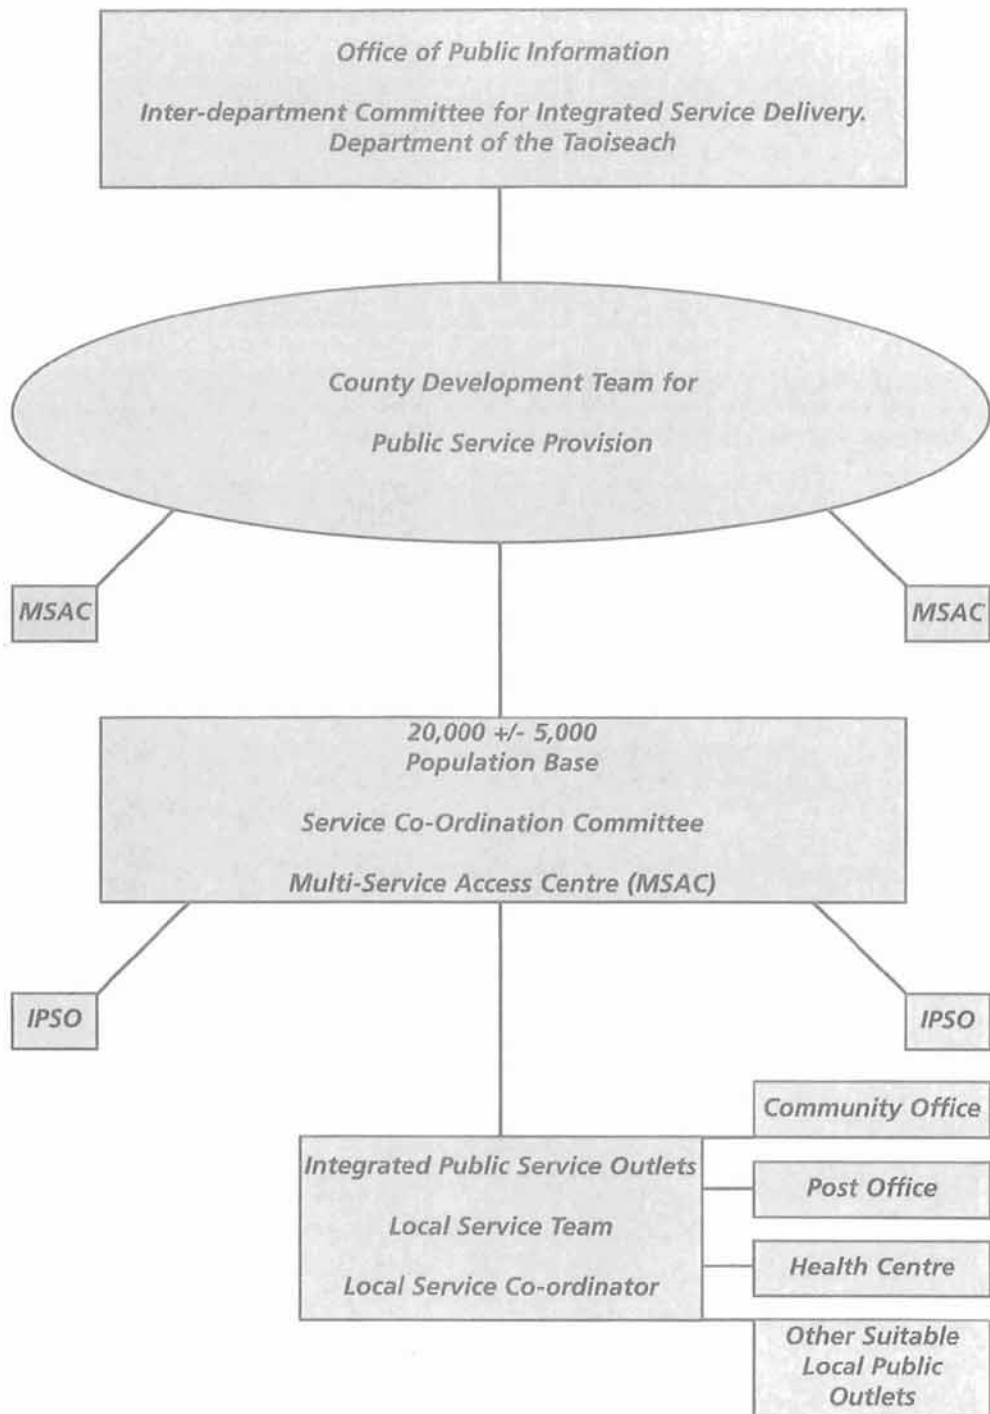 Office of Public Information
Inter-department Committee for Integrated Service Delivery.
Department of the Taoiseach
County Development Team for
Public Service Provision
MSAC
MSAC
20,000 +/- 5,000
Population Base
Service Co-Ordination Committee
Multi-Service Access Centre (MSAC)
IPSO
IPSO
Integrated Public Service Outlets
Local Service Team
Local Service Co-ordinator
Community Office
Post Office
Health Centre
Other Suitable
Local Public
Outlets